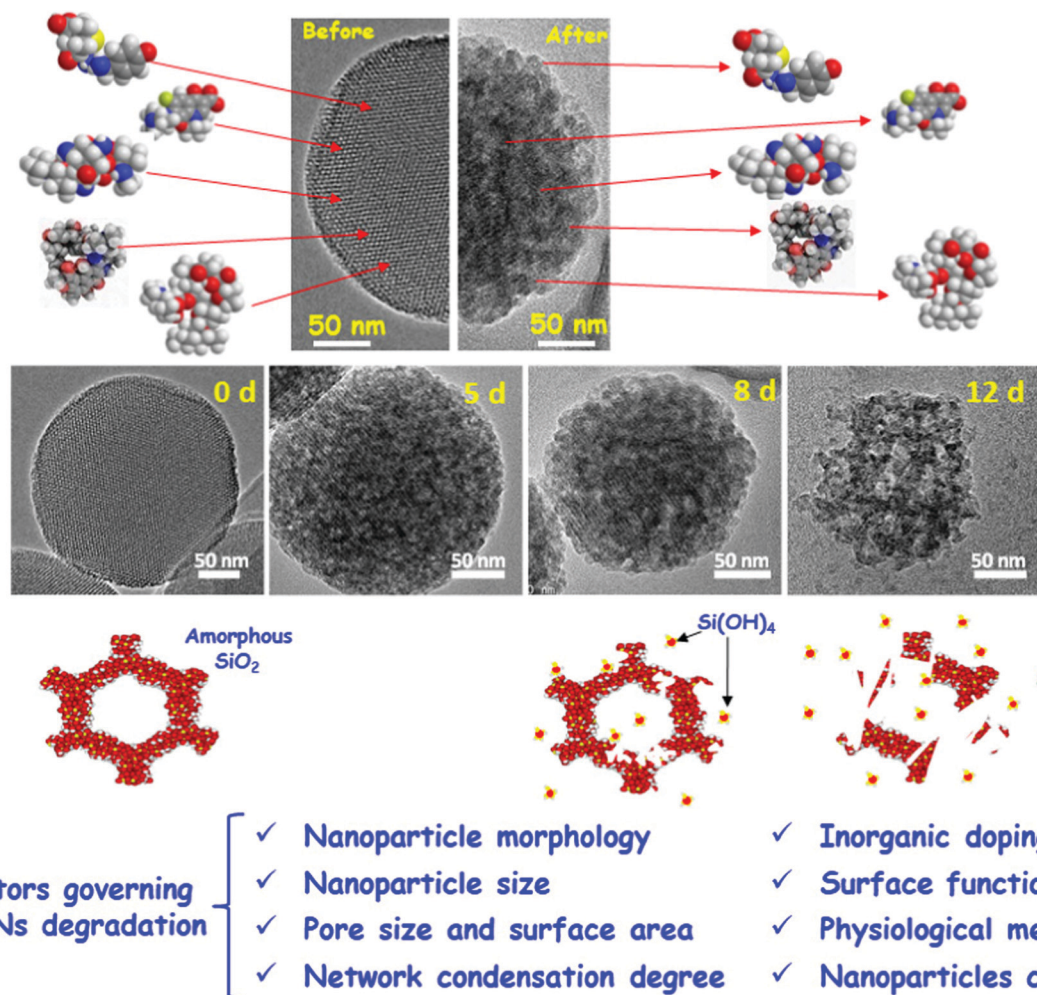 Before
After
50 nm
50 nm
0 d
5 d
8 d
12 d
50 nm
50 nm
50 nm
50 nm
Amorphous
SiO₂
Si(OH)₄
tors governing
Ns degradation
✓ Nanoparticle morphology
✓ Nanoparticle size
✓ Pore size and surface area
✓ Network condensation degree
✓ Inorganic doping
✓ Surface functio
✓ Physiological me
✓ Nanoparticles c